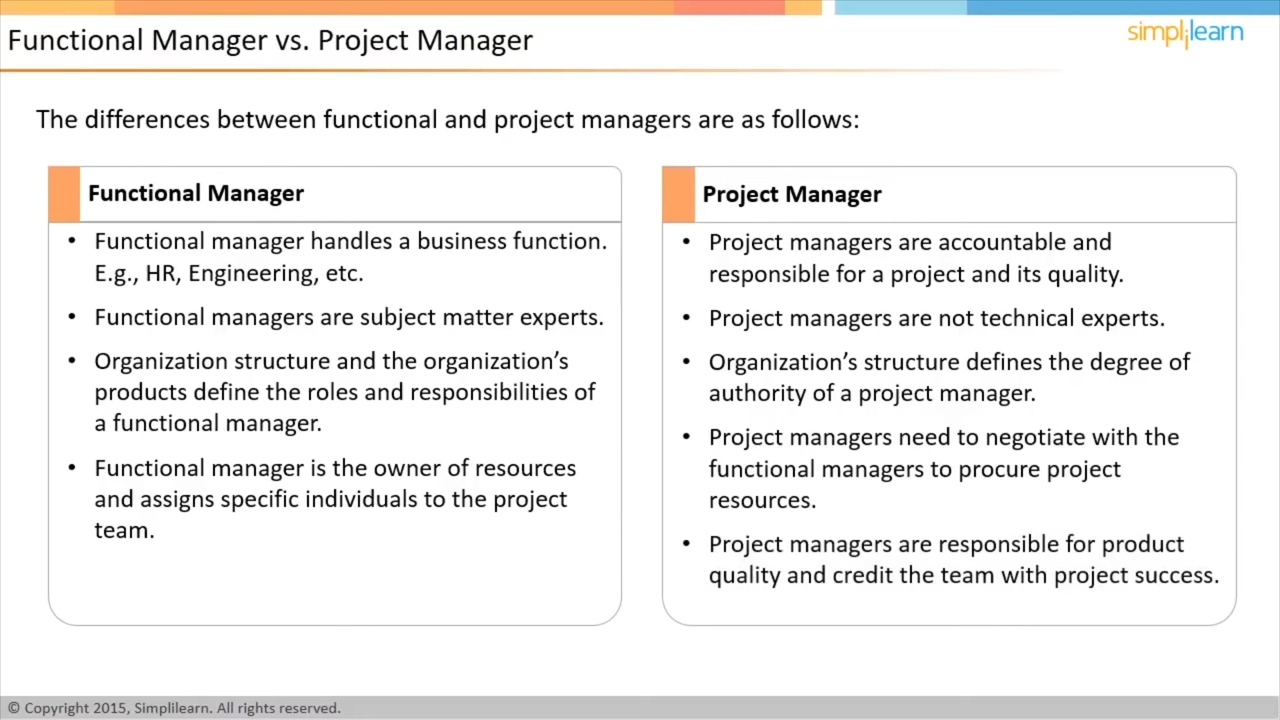 Functional Manager vs. Project Manager
simplilearn
The differences between functional and project managers are as follows:
Functional Manager
• Functional manager handles a business function.
E.g., HR, Engineering, etc.
• Functional managers are subject matter experts.
• Organization structure and the organization’s
products define the roles and responsibilities of
a functional manager.
• Functional manager is the owner of resources
and assigns specific individuals to the project
team.
Project Manager
• Project managers are accountable and
responsible for a project and its quality.
• Project managers are not technical experts.
• Organization’s structure defines the degree of
authority of a project manager.
• Project managers need to negotiate with the
functional managers to procure project
resources.
• Project managers are responsible for product
quality and credit the team with project success.
© Copyright 2015, Simplilearn. All rights reserved.